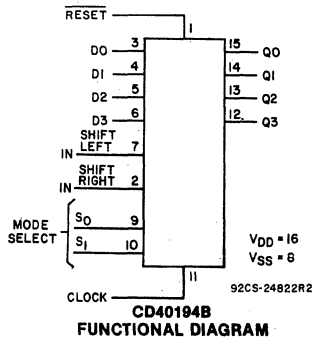 RESET
1
D0 3 15 Q0
D1 4 14 Q1
D2 5 13 Q2
D3 6 12 Q3
SHIFT
LEFT
IN 7
SHIFT
RIGHT
IN 2
MODE
SELECT
S0 9
S1 10
VDD = 16
VSS = 8
11
92CS-24822R2
CLOCK
CD40194B
FUNCTIONAL DIAGRAM